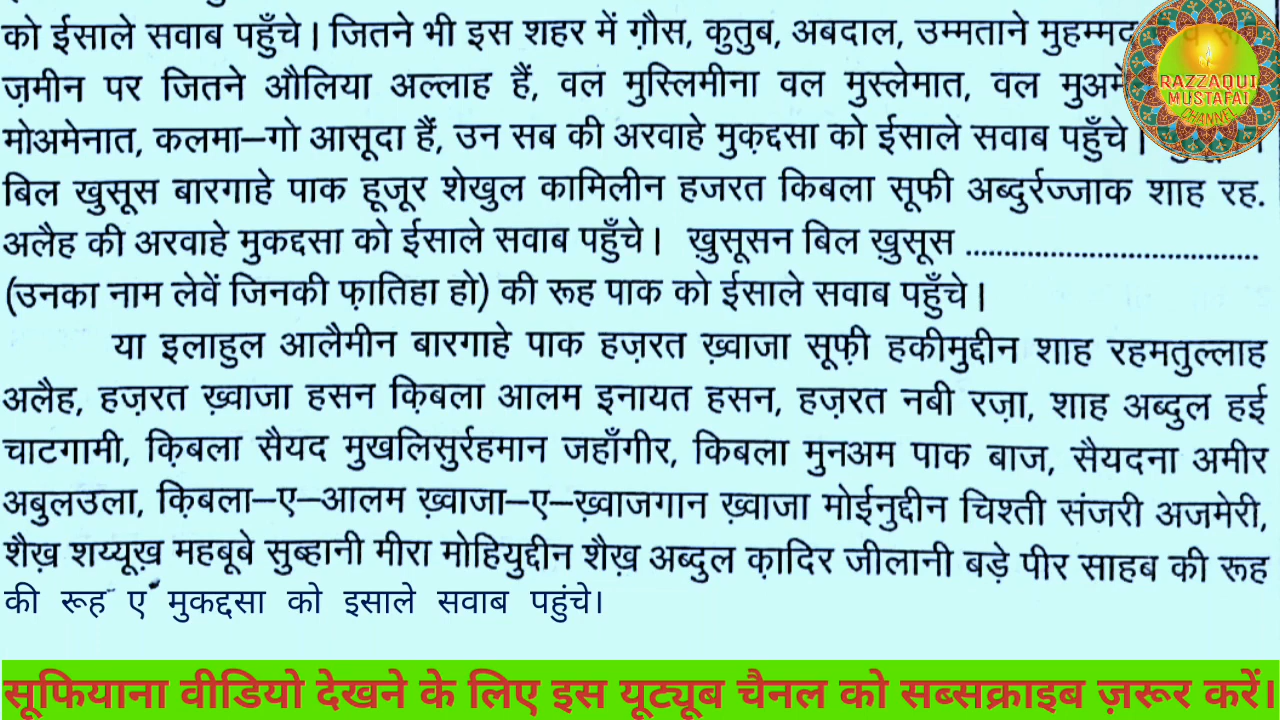 को ईसाले सवाब पहुँचे। जितने भी इस शहर में ग़ौस, कुतुब, अबदाल, उम्मताने मुहम्मद
ज़मीन पर जितने औलिया अल्लाह हैं, वल मुस्लिमीना वल मुस्लेमात, वल
मोअमेनात, कलमा–गो आसूदा हैं, उन सब की अरवाहे मुक़द्दसा को ईसाले सवाब पहुँचे।
बिल खुसूस बारगाहे पाक हूजूर शेखुल कामिलीन हजरत किबला सूफी अब्दुर्रज्जाक शाह रह.
अलैह की अरवाहे मुकद्दसा को ईसाले सवाब पहुँचे। ख़ुसूसन बिल ख़ुसूस ......................................
(उनका नाम लेवें जिनकी फ़ातिहा हो) की रूह पाक को ईसाले सवाब पहुँचे।
या इलाहुल आलैमीन बारगाहे पाक हज़रत ख़्वाजा सूफ़ी हकीमुद्दीन शाह रहमतुल्लाह
अलैह, हज़रत ख़्वाजा हसन क़िबला आलम इनायत हसन, हज़रत नबी रज़ा, शाह अब्दुल हई
चाटगामी, क़िबला सैयद मुखलिसुर्रहमान जहाँगीर, किबला मुनअम पाक बाज, सैयदना अमीर
अबुलउला, क़िबला–ए–आलम ख़्वाजा–ए–ख़्वाजगान ख़्वाजा मोईनुद्दीन चिश्ती संजरी अजमेरी,
शैख़ शय्यूख़ महबूबे सुब्हानी मीरा मोहियुद्दीन शैख़ अब्दुल क़ादिर जीलानी बड़े पीर साहब की रूह
की रूह ए मुकद्दसा को इसाले सवाब पहुंचे।
RAZZAQUI
MUSTAFAI
CHANNEL
सूफियाना वीडियो देखने के लिए इस यूट्यूब चैनल को सब्सक्राइब ज़रूर करें।